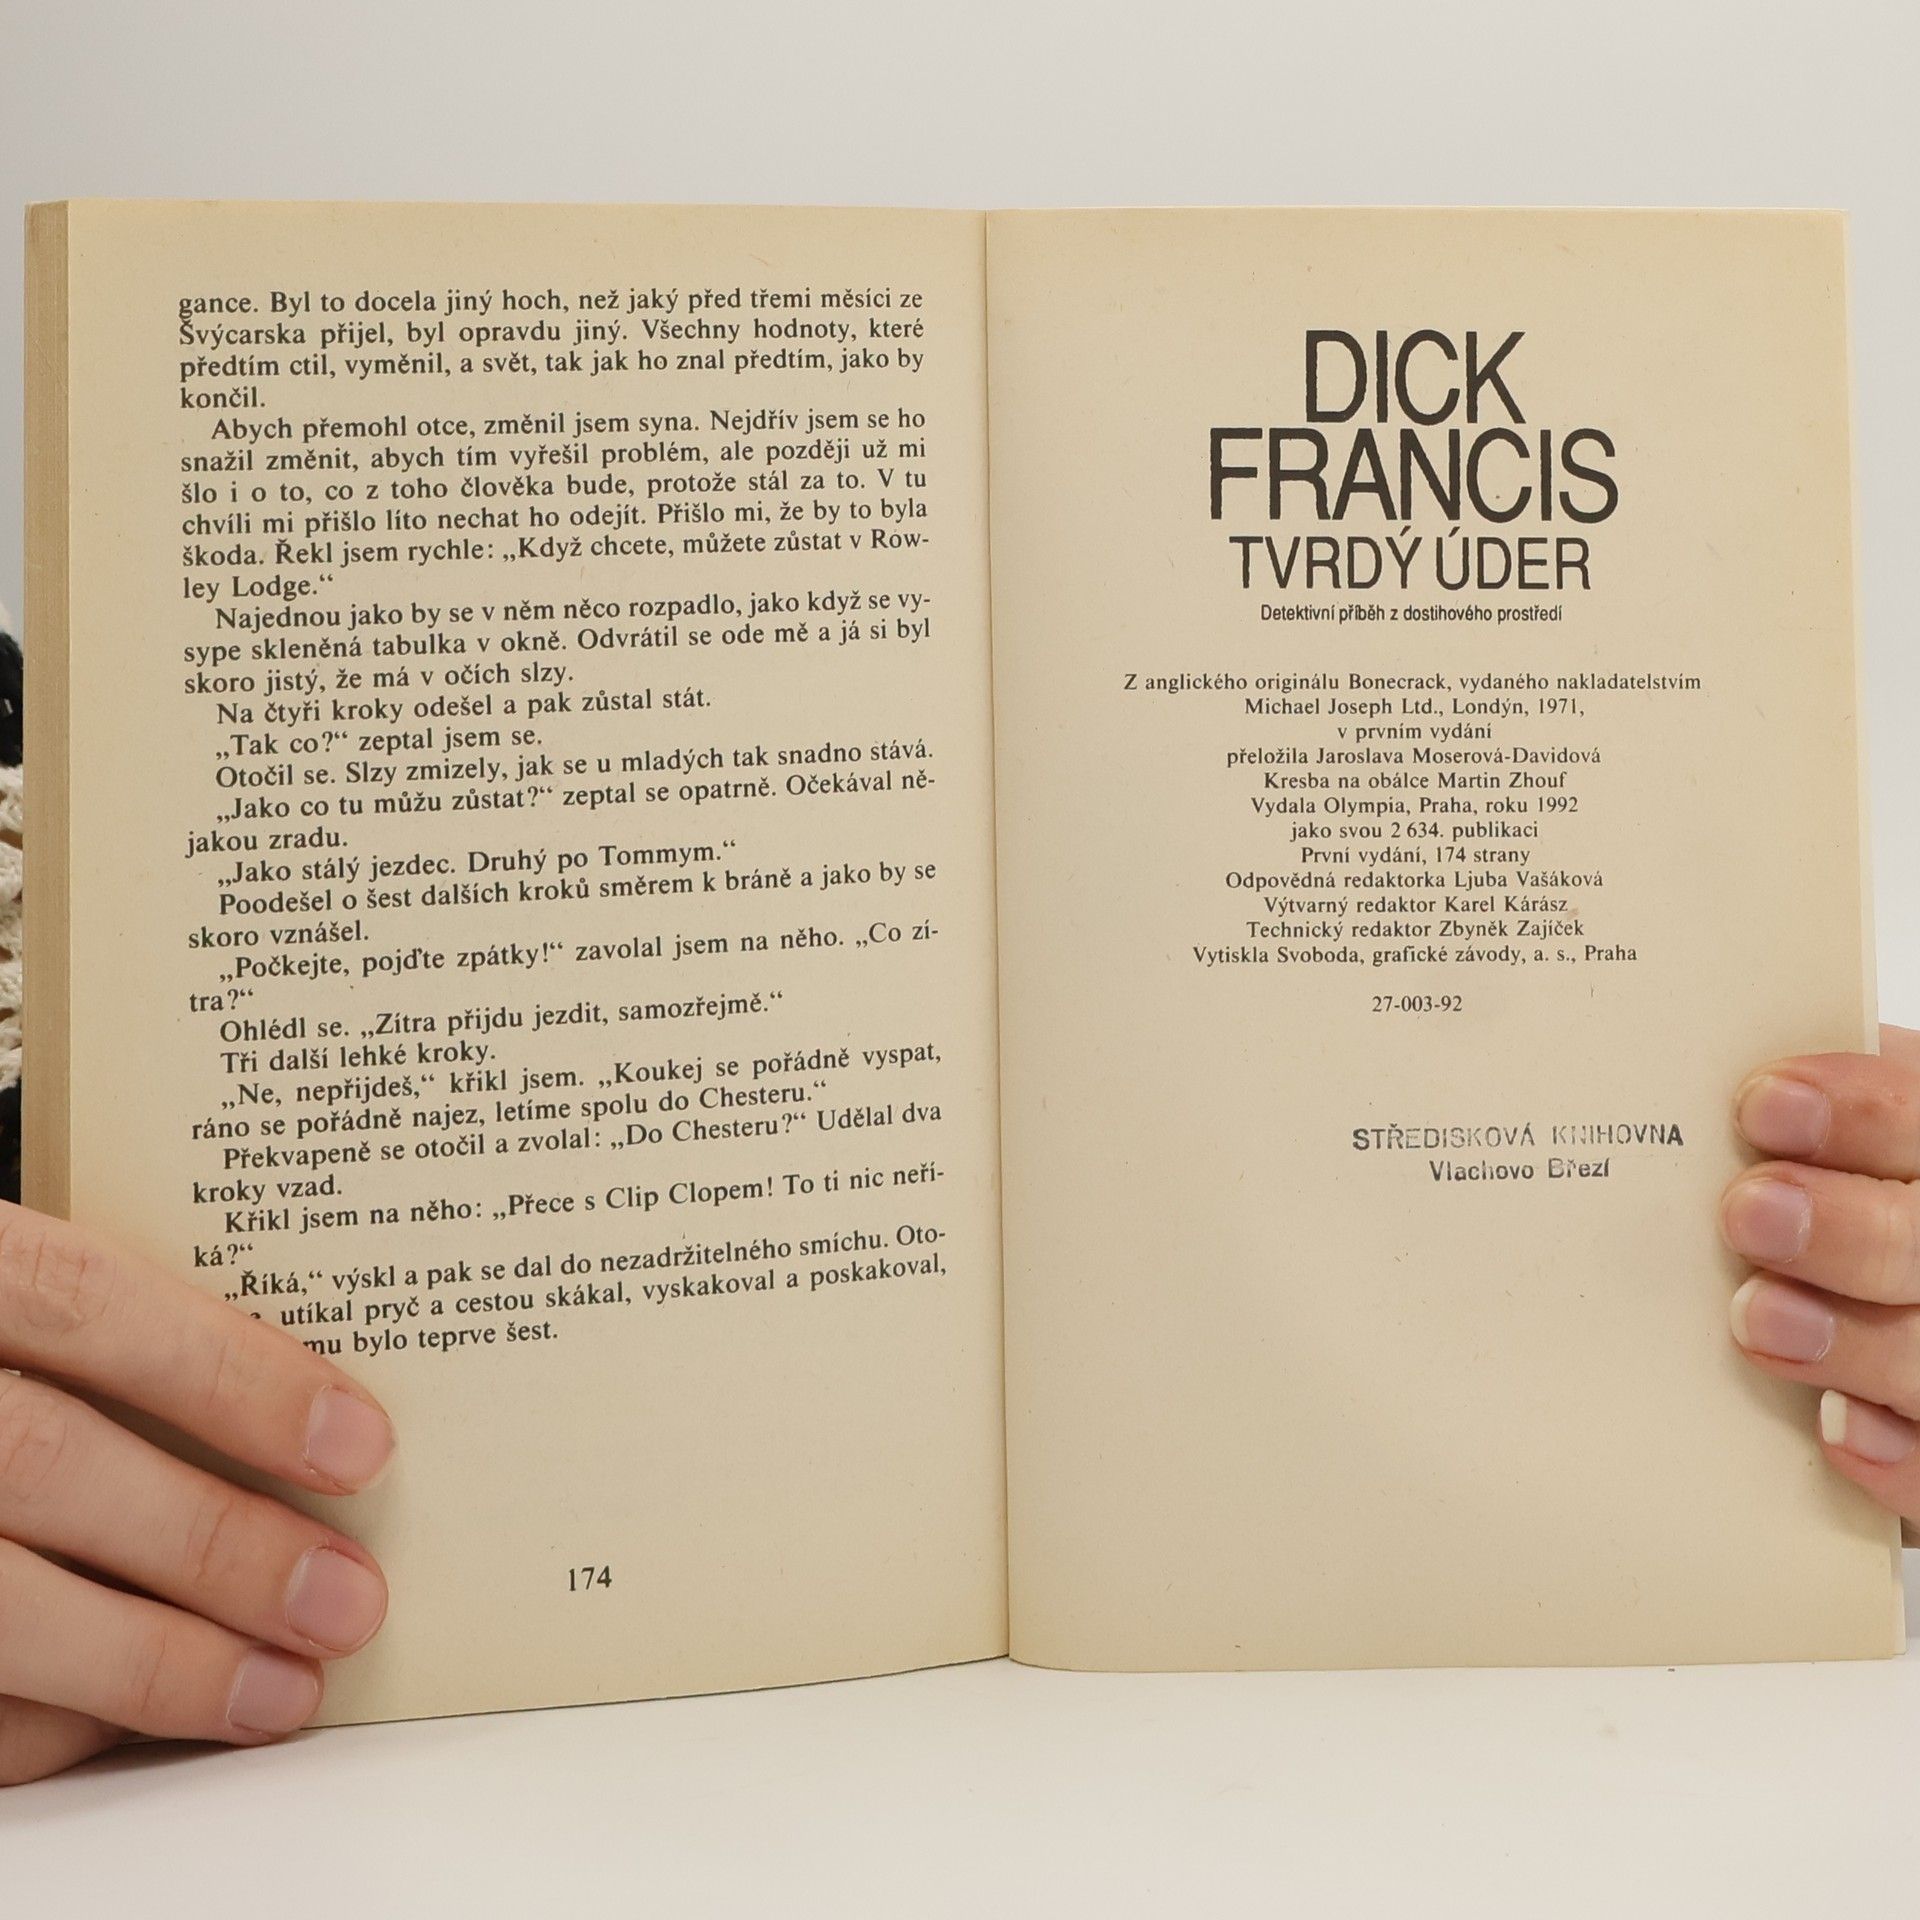 gance. Byl to docela jiný hoch, než jaký před třemi měsíci ze
Švýcarska přijel, byl opravdu jiný. Všechny hodnoty, které
předtím ctil, vyměnil, a svět, tak jak ho znal předtím, jako by
končil.
Abych přemohl otce, změnil jsem syna. Nejdřív jsem se ho
snažil změnit, abych tím vyřešil problém, ale později už mi
šlo i o to, co z toho člověka bude, protože stál za to. V tu
chvíli mi přišlo líto nechat ho odejít. Přišlo mi, že by to byla
škoda. Řekl jsem rychle: „Když chcete, můžete zůstat v Row-
ley Lodge.“
Najednou jako by se v něm něco rozpadlo, jako když se vy-
sype skleněná tabulka v okně. Odvrátil se ode mě a já si byl
skoro jistý, že má v očích slzy.
Na čtyři kroky odešel a pak zůstal stát.
„Tak co?“ zeptal jsem se.
Otočil se. Slzy zmizely, jak se u mladých tak snadno stává.
„Jako co tu můžu zůstat?“ zeptal se opatrně. Očekával ně-
jakou zradu.
„Jako stálý jezdec. Druhý po Tommym.“
Poodešel o šest dalších kroků směrem k bráně a jako by se
skoro vznášel.
„Počkejte, pojďte zpátky!“ zavolal jsem na něho. „Co zí-
tra?“
Ohlédl se. „Zítra přijdu jezdit, samozřejmě.“
Tři další lehké kroky.
„Ne, nepřijdeš,“ křikl jsem. „Koukej se pořádně vyspat,
ráno se pořádně najez, letíme spolu do Chesteru.“
Překvapeně se otočil a zvolal: „Do Chesteru?“ Udělal dva
kroky vzad.
Křikl jsem na něho: „Přece s Clip Clopem! To ti nic neří-
ká?“
„Říká,“ výskl a pak se dal do nezadržitelného smíchu. Oto-
utíkal pryč a cestou skákal, vyskakoval a poskakoval,
mu bylo teprve šest.
174
DICK
FRANCIS
TVRDÝ ÚDER
Detektivní příběh z dostihového prostředí
Z anglického originálu Bonecrack, vydaného nakladatelstvím
Michael Joseph Ltd., Londýn, 1971,
v prvním vydání
přeložila Jaroslava Moserová-Davidová
Kresba na obálce Martin Zhouf
Vydala Olympia, Praha, roku 1992
jako svou 2 634. publikaci
První vydání, 174 strany
Odpovědná redaktorka Ljuba Vašáková
Výtvarný redaktor Karel Kárász
Technický redaktor Zbyněk Zajíček
Vytiskla Svoboda, grafické závody, a. s., Praha
27-003-92
STŘEDISKOVÁ KNIHOVNA
Vlachovo Březí